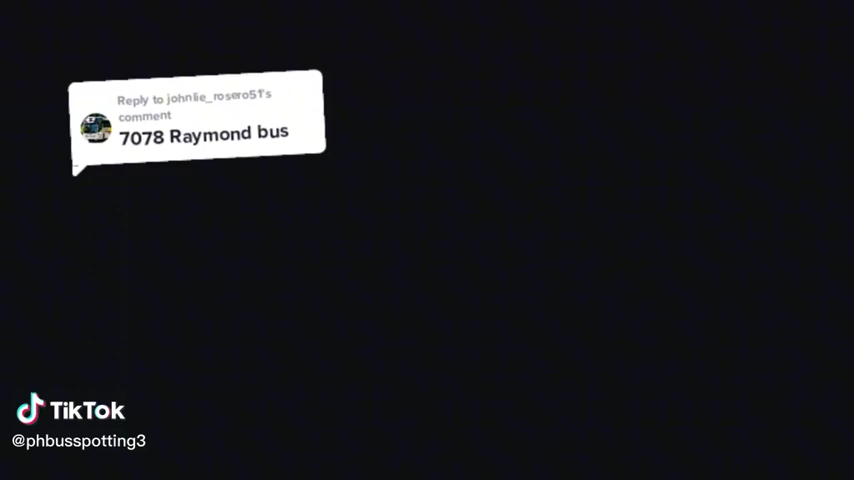 Reply to johnlie_rosero51's
comment
7078 Raymond bus
TikTok
@phbusspotting3